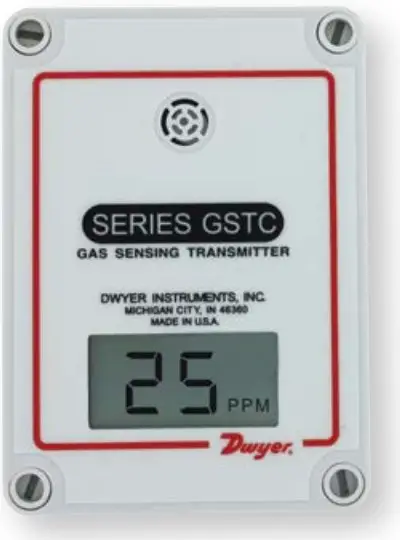 SERIES GSTC
GAS SENSING TRANSMITTER
DWYER INSTRUMENTS, INC.
MICHIGAN CITY, IN 46360
MADE IN U.S.A.
25 PPM
Dwyer.